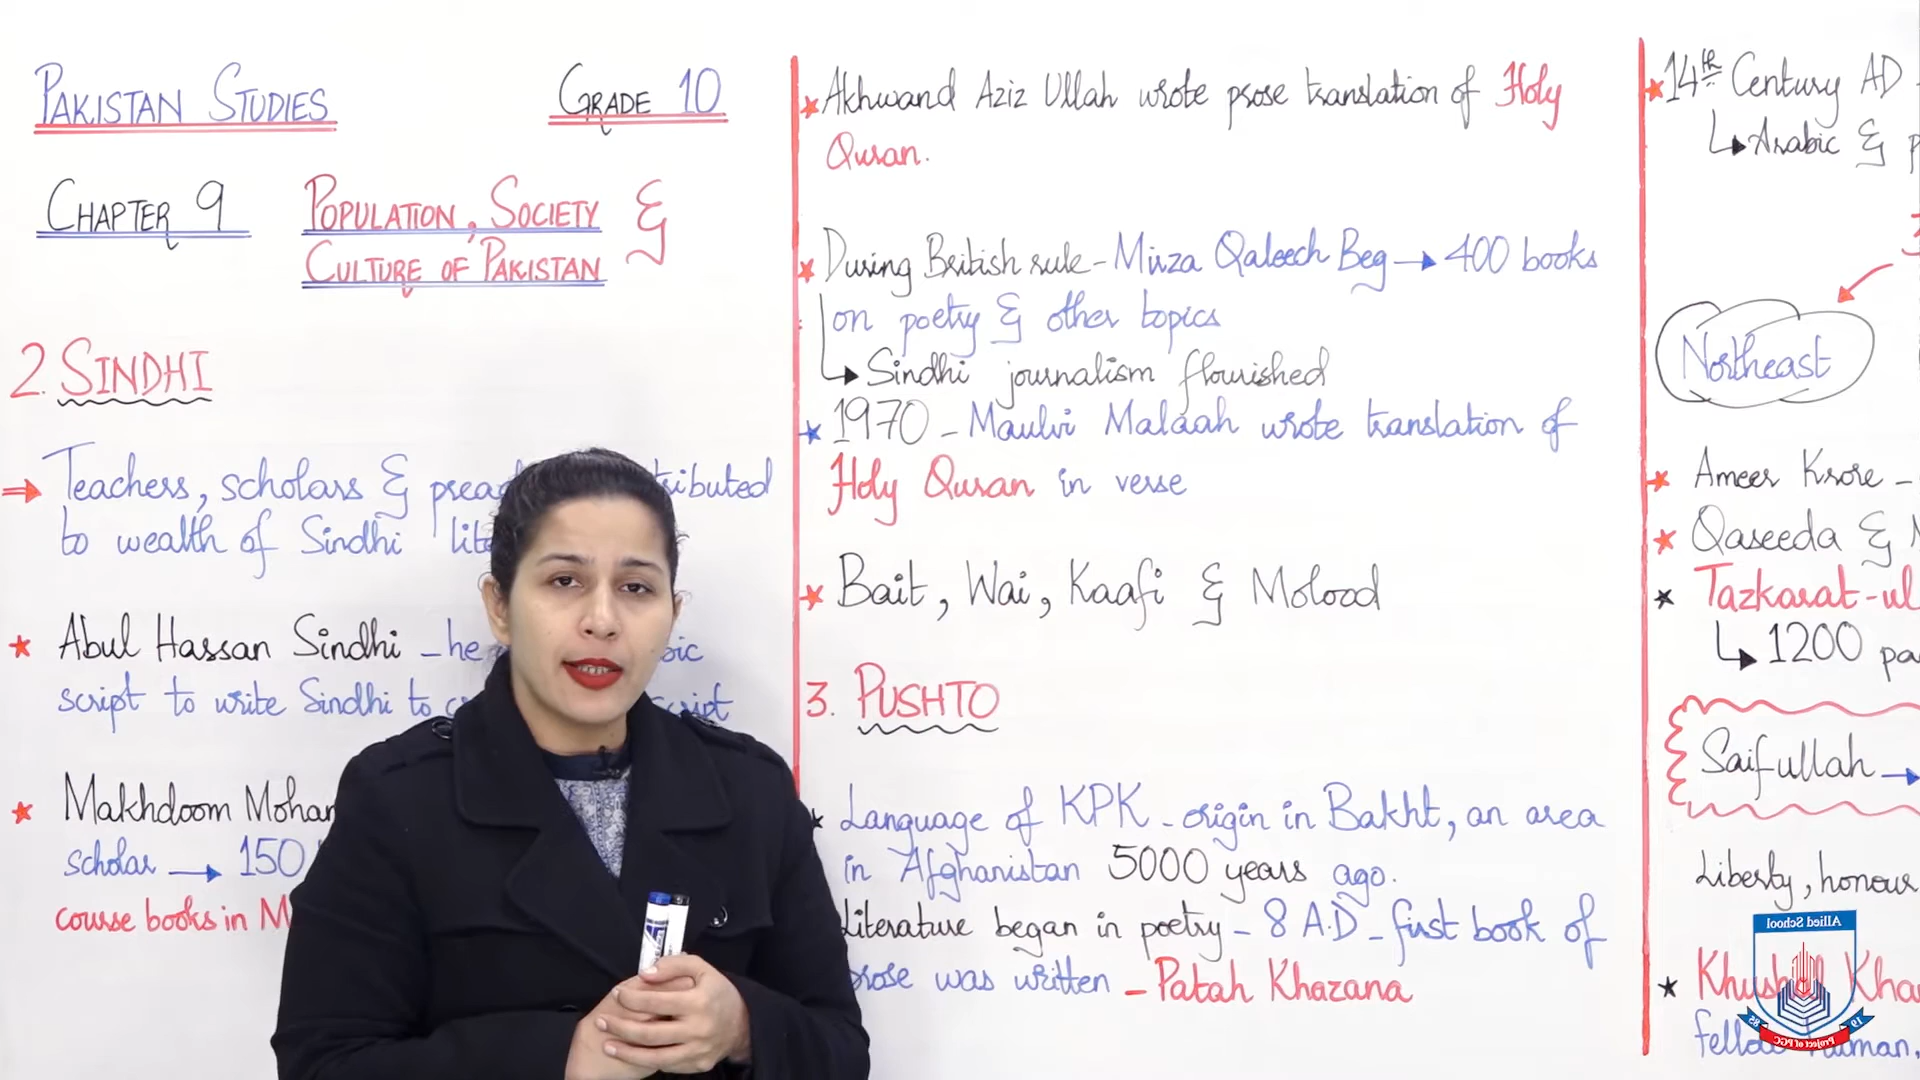 PAKISTAN STUDIES
GRADE 10
CHAPTER 9
POPULATION, SOCIETY &
CULTURE OF PAKISTAN
2. SINDHI
Teachers, scholars &
to wealth of Sindhi
Abul Hassan Sindhi – he
script to write Sindhi to
Makhdoom
scholar → 150
course books in
Akhwand Aziz Ullah wrote prose translation of Holy
Quran.
During British rule – Mirza Qaleech Beg → 400 books
on poetry & other topics
Sindhi journalism flourished
1970 – Maulvi Malaah wrote translation of
Holy Quran in verse
Bait, Wai, Kaafi & Molood
3. PUSHTO
Language of KPK – origin in Bakht, an area
in Afghanistan 5000 years ago.
Literature began in poetry – 8 A.D – first book of
prose was written – Patah Khazana
14th Century AD
Arabic &
Northeast
Ameer Krore –
Qaseeda &
Tazkarat-ul
1200
Saifullah →
Liberty, honour
Allied School
19 85
Project of PGC